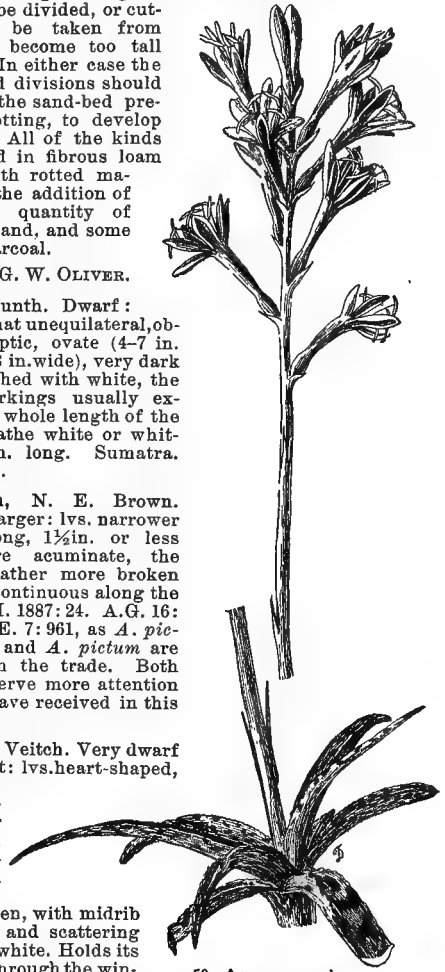 be divided, or cut-
be taken from
become too tall
In either case the
d divisions should
the sand-bed pre-
otting, to develop
All of the kinds
d in fibrous loam
th rotted ma-
the addition of
quantity of
and, and some
rcoal.
G. W. OLIVER.
unth. Dwarf:
hat unequilateral, ob-
ptic, ovate (4-7 in.
in. wide), very dark
hed with white, the
rkings usually ex-
whole length of the
athe white or whit-
n. long. Sumatra.
N. E. Brown.
arger: lvs. narrower
ong, 1½in. or less
re acuminate, the
ather more broken
continuous along the
I. 1887:24. A.G. 16:
E. 7:961, as A. pic-
and A. pictum are
n the trade. Both
erve more attention
ave received in this
Veitch. Very dwarf
t: lvs. heart-shaped,
en, with midrib
and scattering
white. Holds its
hrough the win-